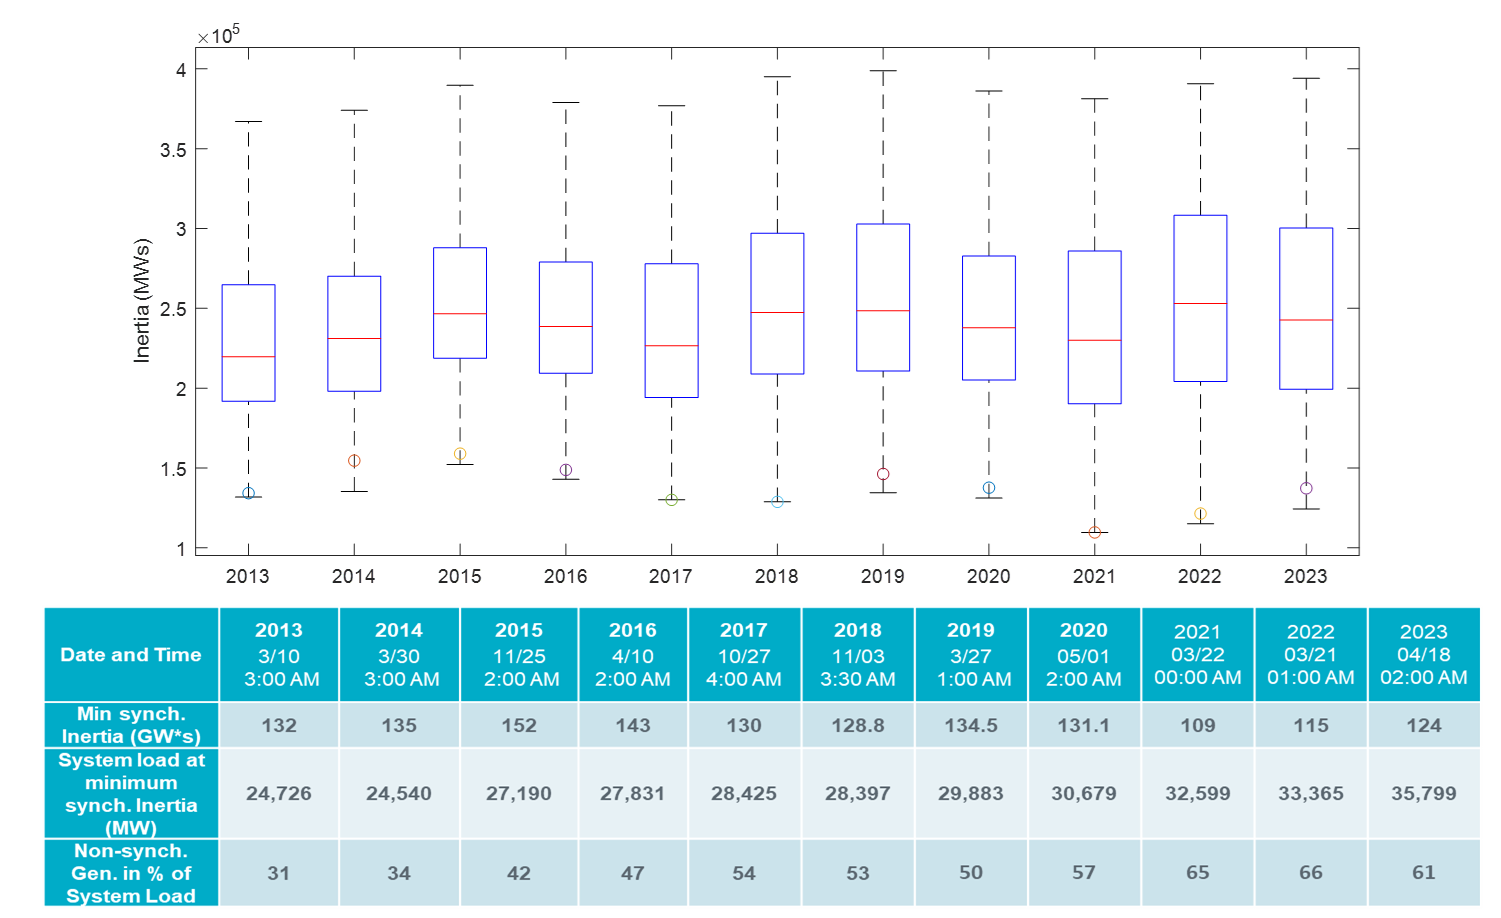 ×10⁵
4
3.5
3
2.5
2
1.5
1
Inertia (MWs)
2013 2014 2015 2016 2017 2018 2019 2020 2021 2022 2023
Date and Time
2013
3/10
3:00 AM
2014
3/30
3:00 AM
2015
11/25
2:00 AM
2016
4/10
2:00 AM
2017
10/27
4:00 AM
2018
11/03
3:30 AM
2019
3/27
1:00 AM
2020
05/01
2:00 AM
2021
03/22
00:00 AM
2022
03/21
01:00 AM
2023
04/18
02:00 AM
Min synch.
Inertia (GW*s)
132 135 152 143 130 128.8 134.5 131.1 109 115 124
System load at
minimum
synch. Inertia
(MW)
24,726 24,540 27,190 27,831 28,425 28,397 29,883 30,679 32,599 33,365 35,799
Non-synch.
Gen. in % of
System Load
31 34 42 47 54 53 50 57 65 66 61